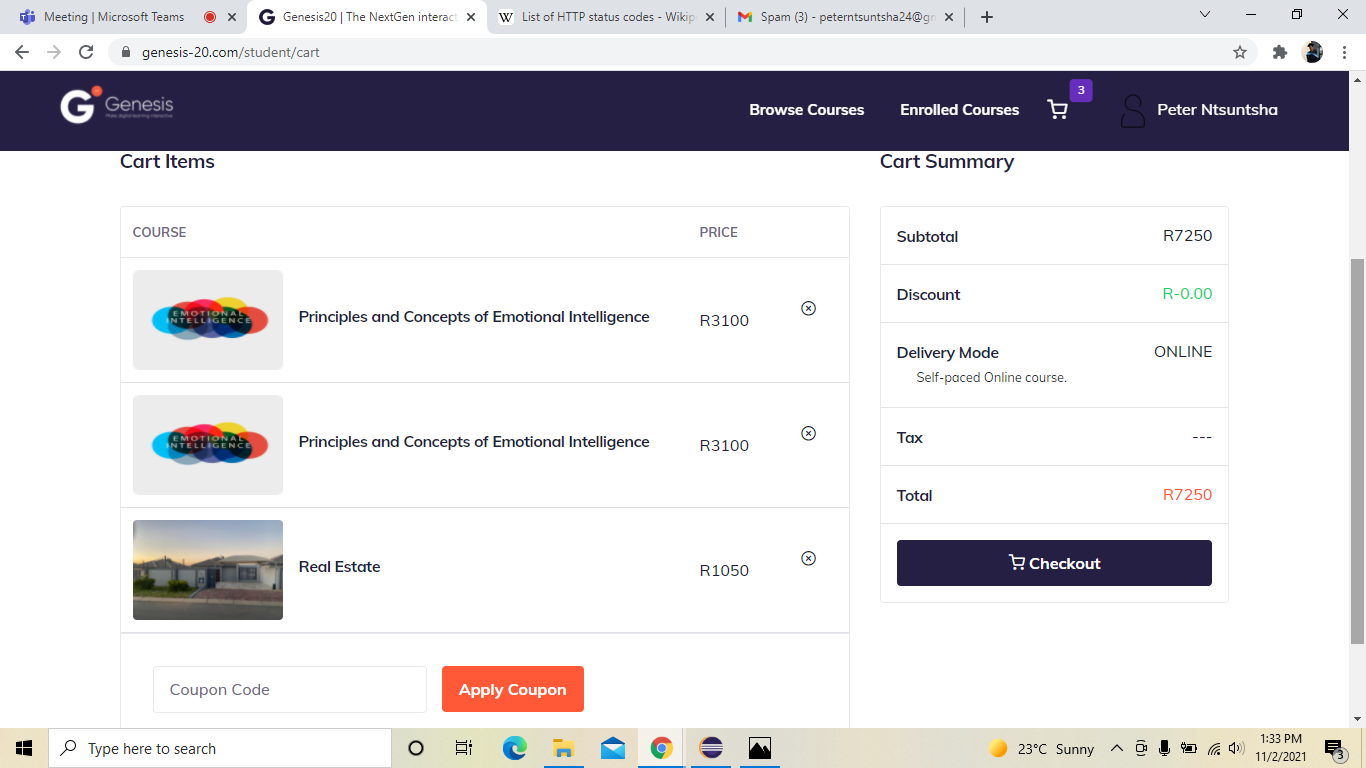 Meeting | Microsoft Teams
Genesis20 | The NextGen interact
List of HTTP status codes - Wikip
Spam (3) - peterntsuntsha24@gm
genesis-20.com/student/cart
Genesis
Browse Courses
Enrolled Courses
3
Peter Ntsuntsha
Cart Items
COURSE
PRICE
EMOTIONAL
INTELLIGENCE
Principles and Concepts of Emotional Intelligence
R3100
EMOTIONAL
INTELLIGENCE
Principles and Concepts of Emotional Intelligence
R3100
Real Estate
R1050
Coupon Code
Apply Coupon
Cart Summary
Subtotal
R7250
Discount
R-0.00
Delivery Mode
ONLINE
Self-paced Online course.
Tax
---
Total
R7250
Checkout
Type here to search
23°C Sunny
1:33 PM
11/2/2021
3